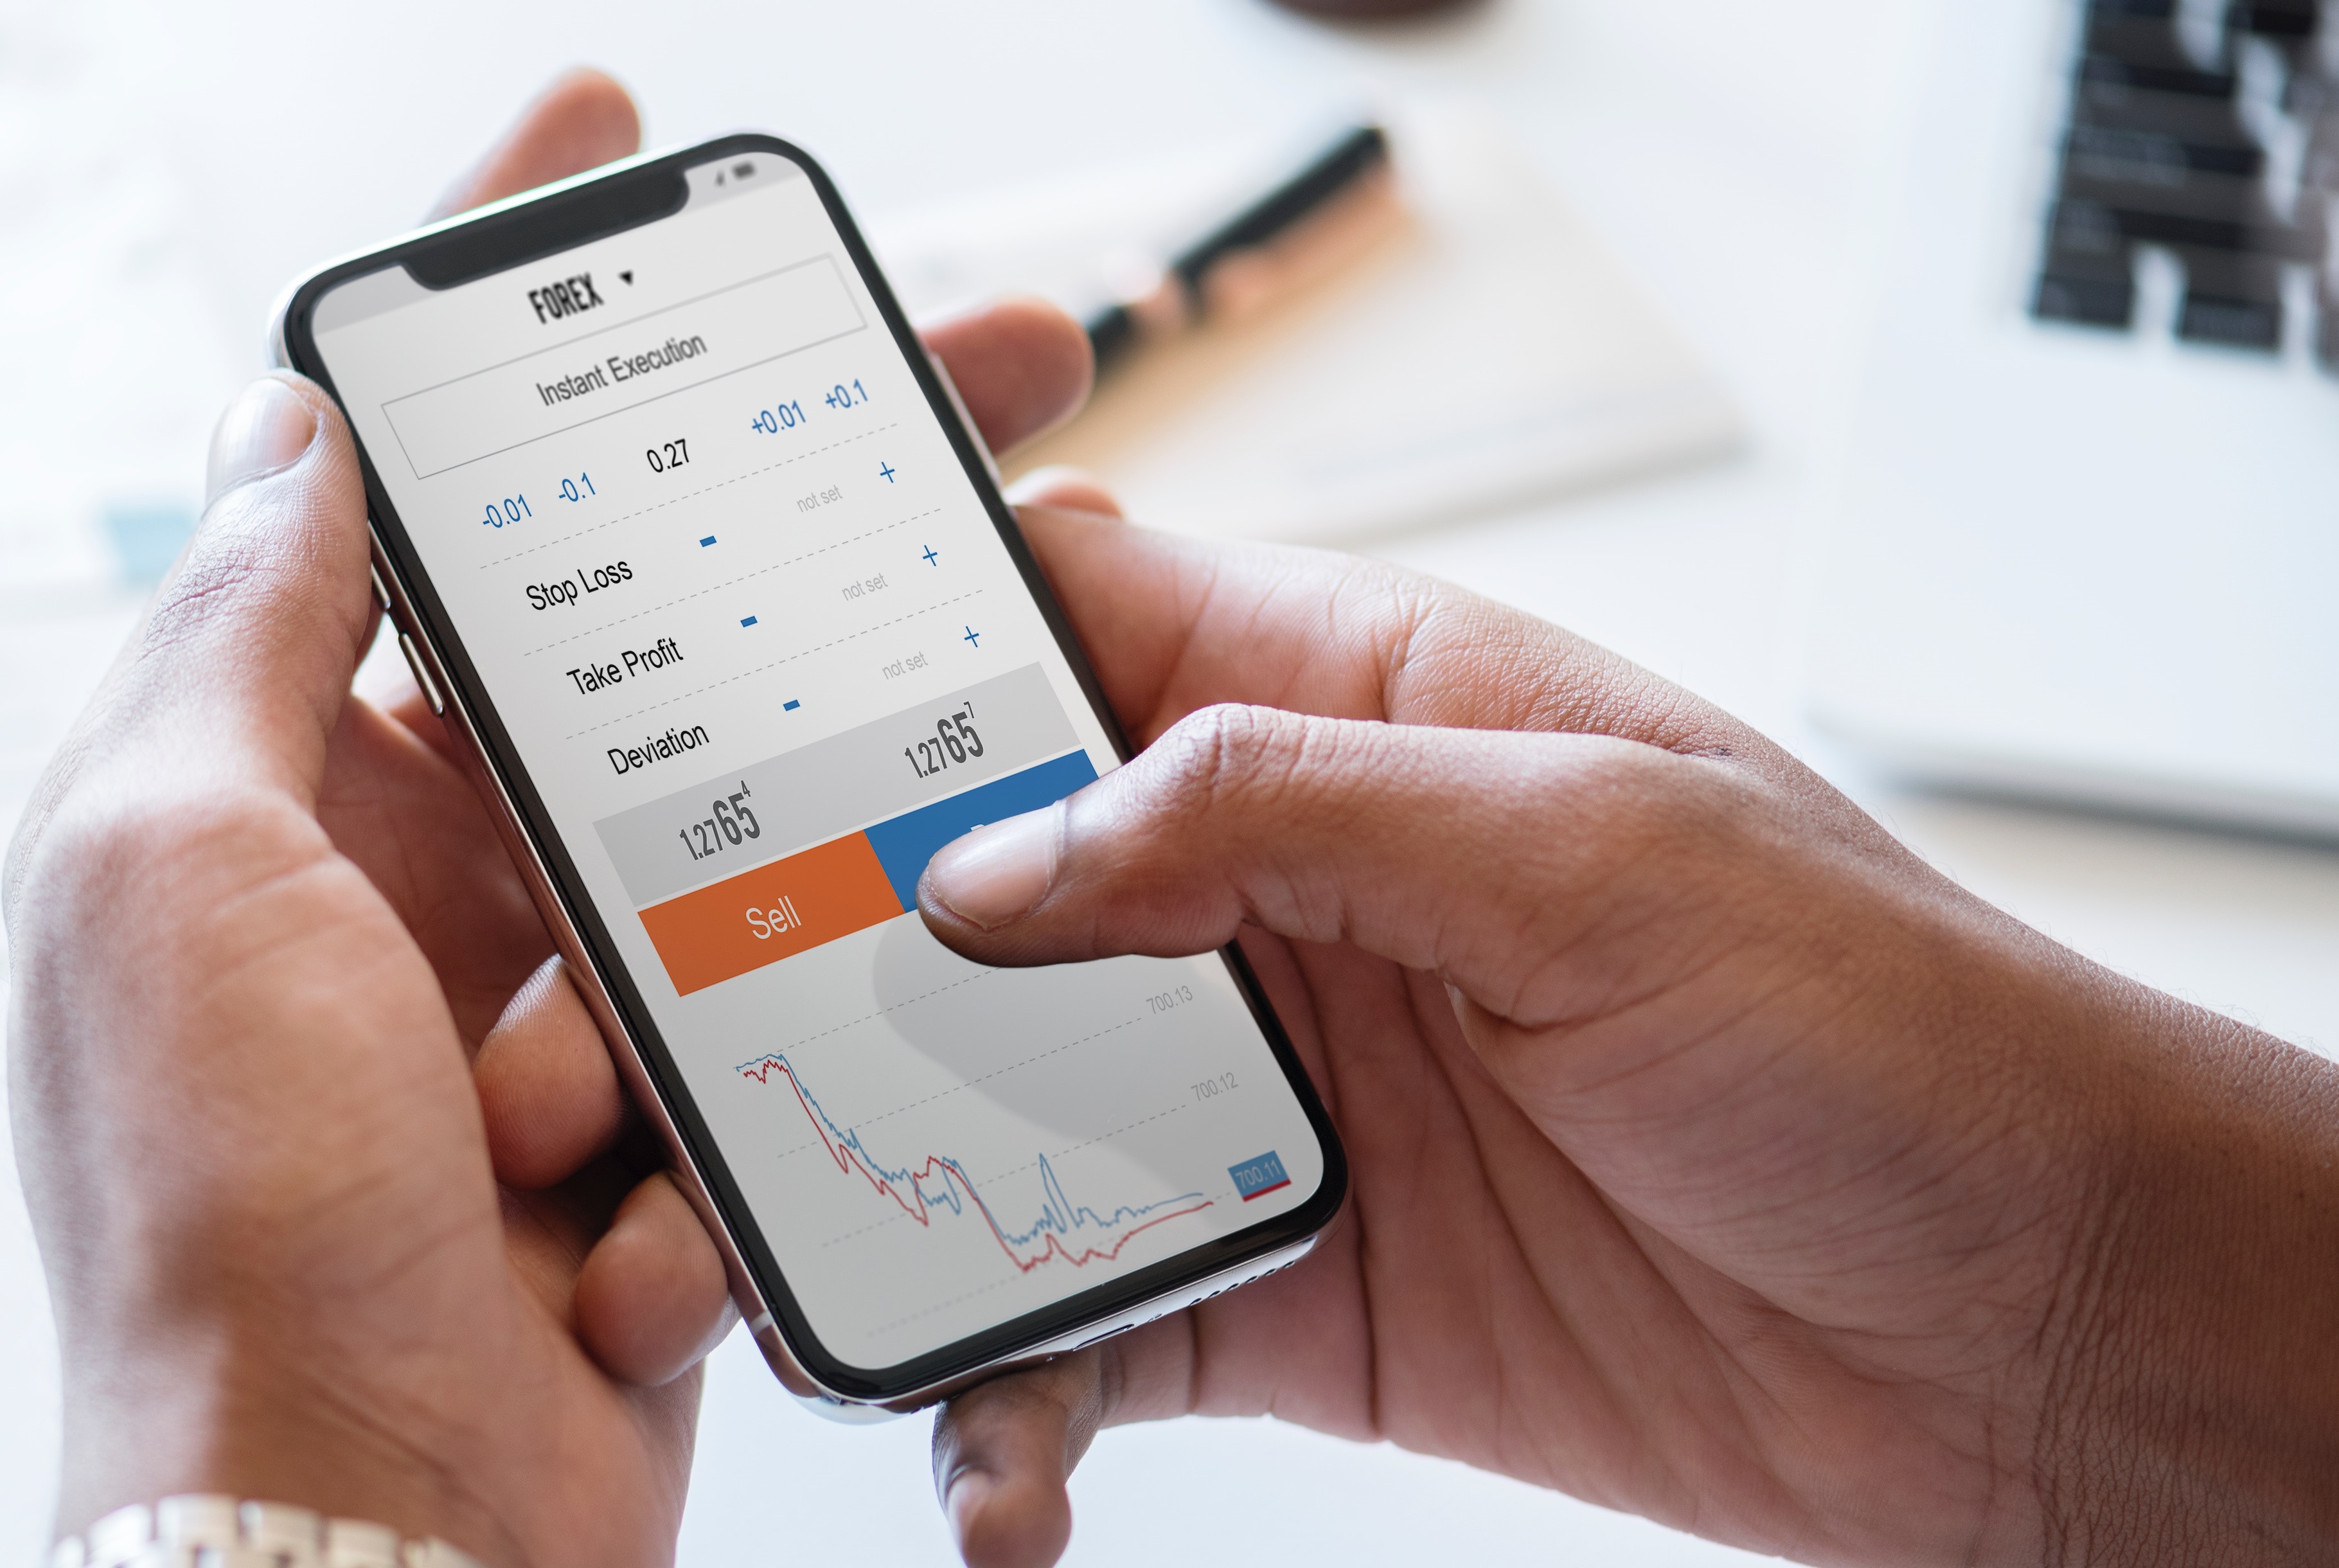 FOREX
Instant Execution
-0.01 -0.1 0.27 +0.01 +0.1
Stop Loss - not set +
Take Profit - not set +
Deviation - not set +
1.27654 1.27657
Sell
700.13
700.12
700.11